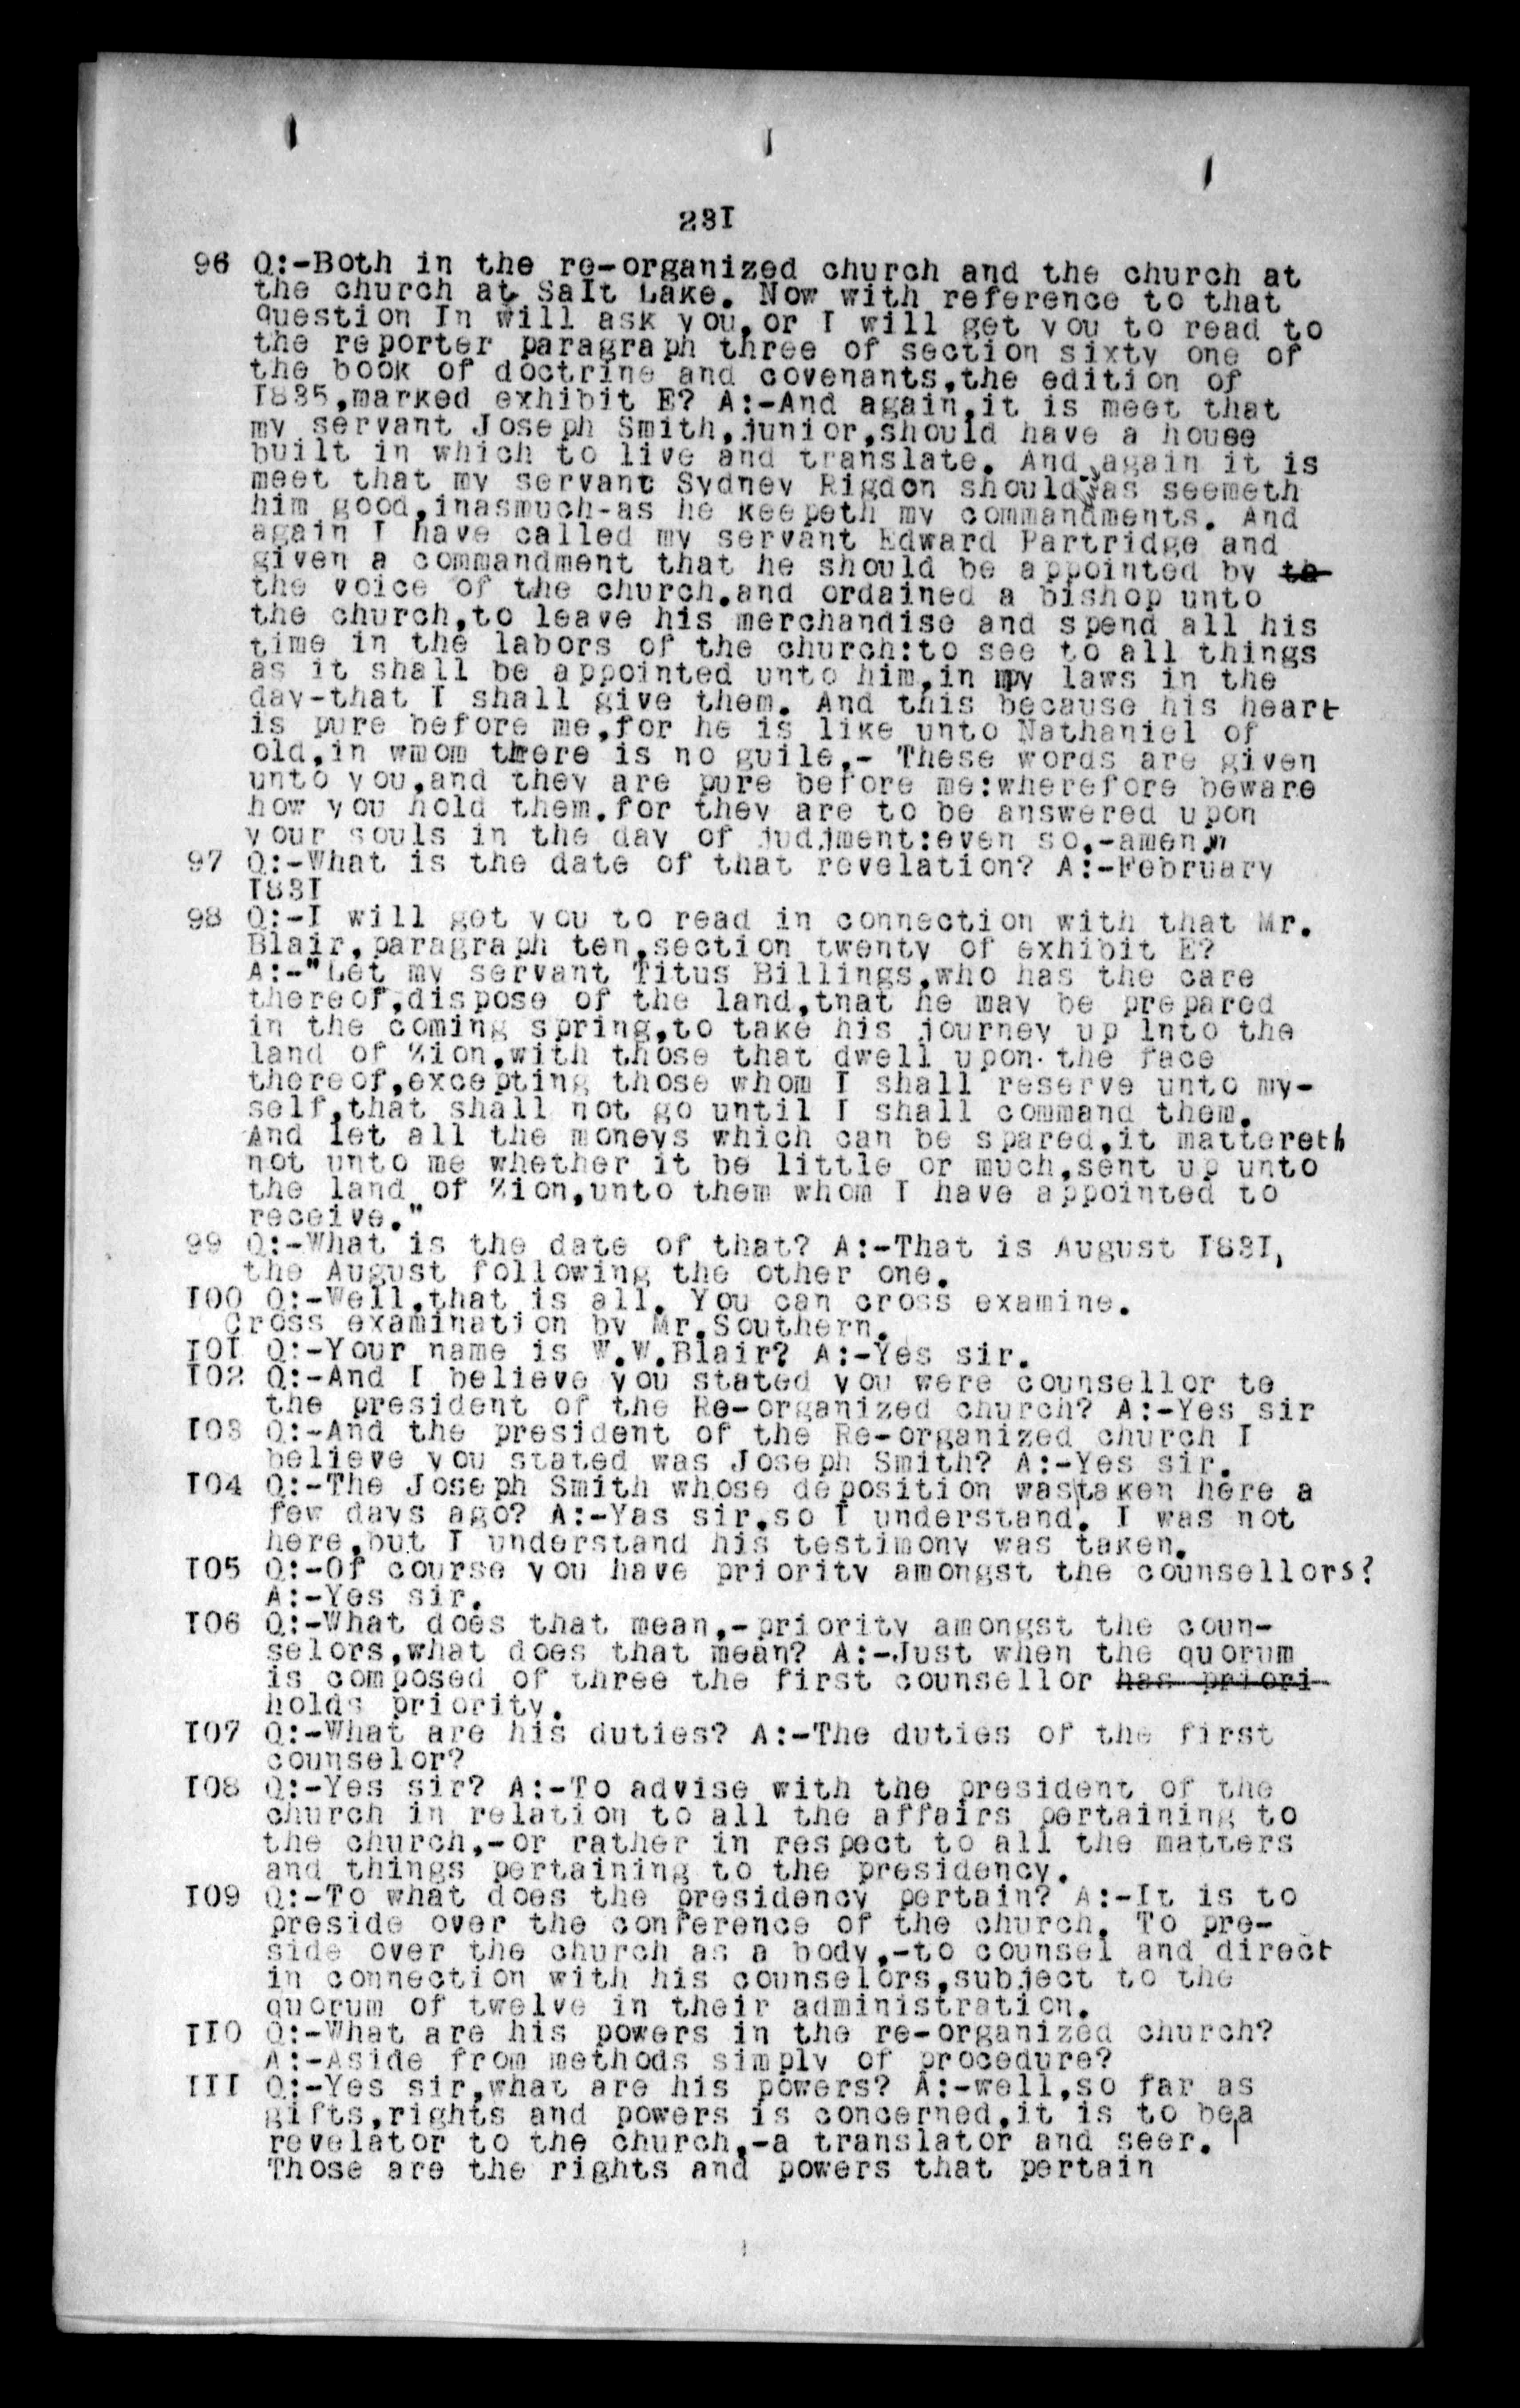 231
96 Q:-Both in the re-organized church and the church at
the church at Salt Lake. Now with reference to that
question In will ask you,or I will get you to read to
the reporter paragraph three of section sixty one of
the book of doctrine and covenants,the edition of
I835,marked exhibit E? A:-And again,it is meet that
my servant Joseph Smith,junior,should have a house
built in which to live and translate. And again it is
meet that my servant Sydney Rigdon should as seemeth
him good,inasmuch-as he keepeth my commandments. And
again I have called my servant Edward Partridge and
given a commandment that he should be appointed by to
the voice of the church.and ordained a bishop unto
the church,to leave his merchandise and spend all his
time in the labors of the church:to see to all things
as it shall be appointed unto him,in my laws in the
day-that I shall give them. And this because his heart
is pure before me,for he is like unto Nathaniel of
old,in wmom there is no guile,- These words are given
unto you,and they are pure before me:wherefore beware
how you hold them.for they are to be answered upon
your souls in the day of judjment:even so,-amen."
97 Q:-What is the date of that revelation? A:-February
I83I
98 Q:-I will get you to read in connection with that Mr.
Blair,paragraph ten,section twenty of exhibit E?
A:-"Let my servant Titus Billings,who has the care
thereof,dispose of the land,tnat he may be prepared
in the coming spring,to take his journey up lnto the
land of Zion,with those that dwell upon the face
thereof,excepting those whom I shall reserve unto my-
self,that shall not go until I shall command them.
And let all the moneys which can be spared,it mattereth
not unto me whether it be little or much,sent up unto
the land of Zion,unto them whom I have appointed to
receive."
99 Q:-What is the date of that? A:-That is August I83I,
the August following the other one.
I00 Q:-Well,that is all. You can cross examine.
Cross examination by Mr.Southern.
I0I Q:-Your name is W.W.Blair? A:-Yes sir.
I02 Q:-And I believe you stated you were counsellor te
the president of the Re-organized church? A:-Yes sir
I03 Q:-And the president of the Re-organized church I
believe you stated was Joseph Smith? A:-Yes sir.
I04 Q:-The Joseph Smith whose deposition was taken here a
few days ago? A:-Yas sir,so I understand. I was not
here,but I understand his testimony was taken.
I05 Q:-Of course you have priority amongst the counsellors?
A:-Yes sir.
I06 Q:-What does that mean,-priority amongst the coun-
selors,what does that mean? A:-Just when the quorum
is composed of three the first counsellor has priori
holds priority.
I07 Q:-What are his duties? A:-The duties of the first
counselor?
I08 Q:-Yes sir? A:-To advise with the president of the
church in relation to all the affairs pertaining to
the church,-or rather in respect to all the matters
and things pertaining to the presidency.
I09 Q:-To what does the presidency pertain? A:-It is to
preside over the conference of the church. To pre-
side over the church as a body,-to counsel and direct
in connection with his counselors,subject to the
quorum of twelve in their administration.
II0 Q:-What are his powers in the re-organized church?
A:-Aside from methods simply of procedure?
III Q:-Yes sir,what are his powers? A:-well,so far as
gifts,rights and powers is concerned,it is to be a
revelator to the church,-a translator and seer.
Those are the rights and powers that pertain